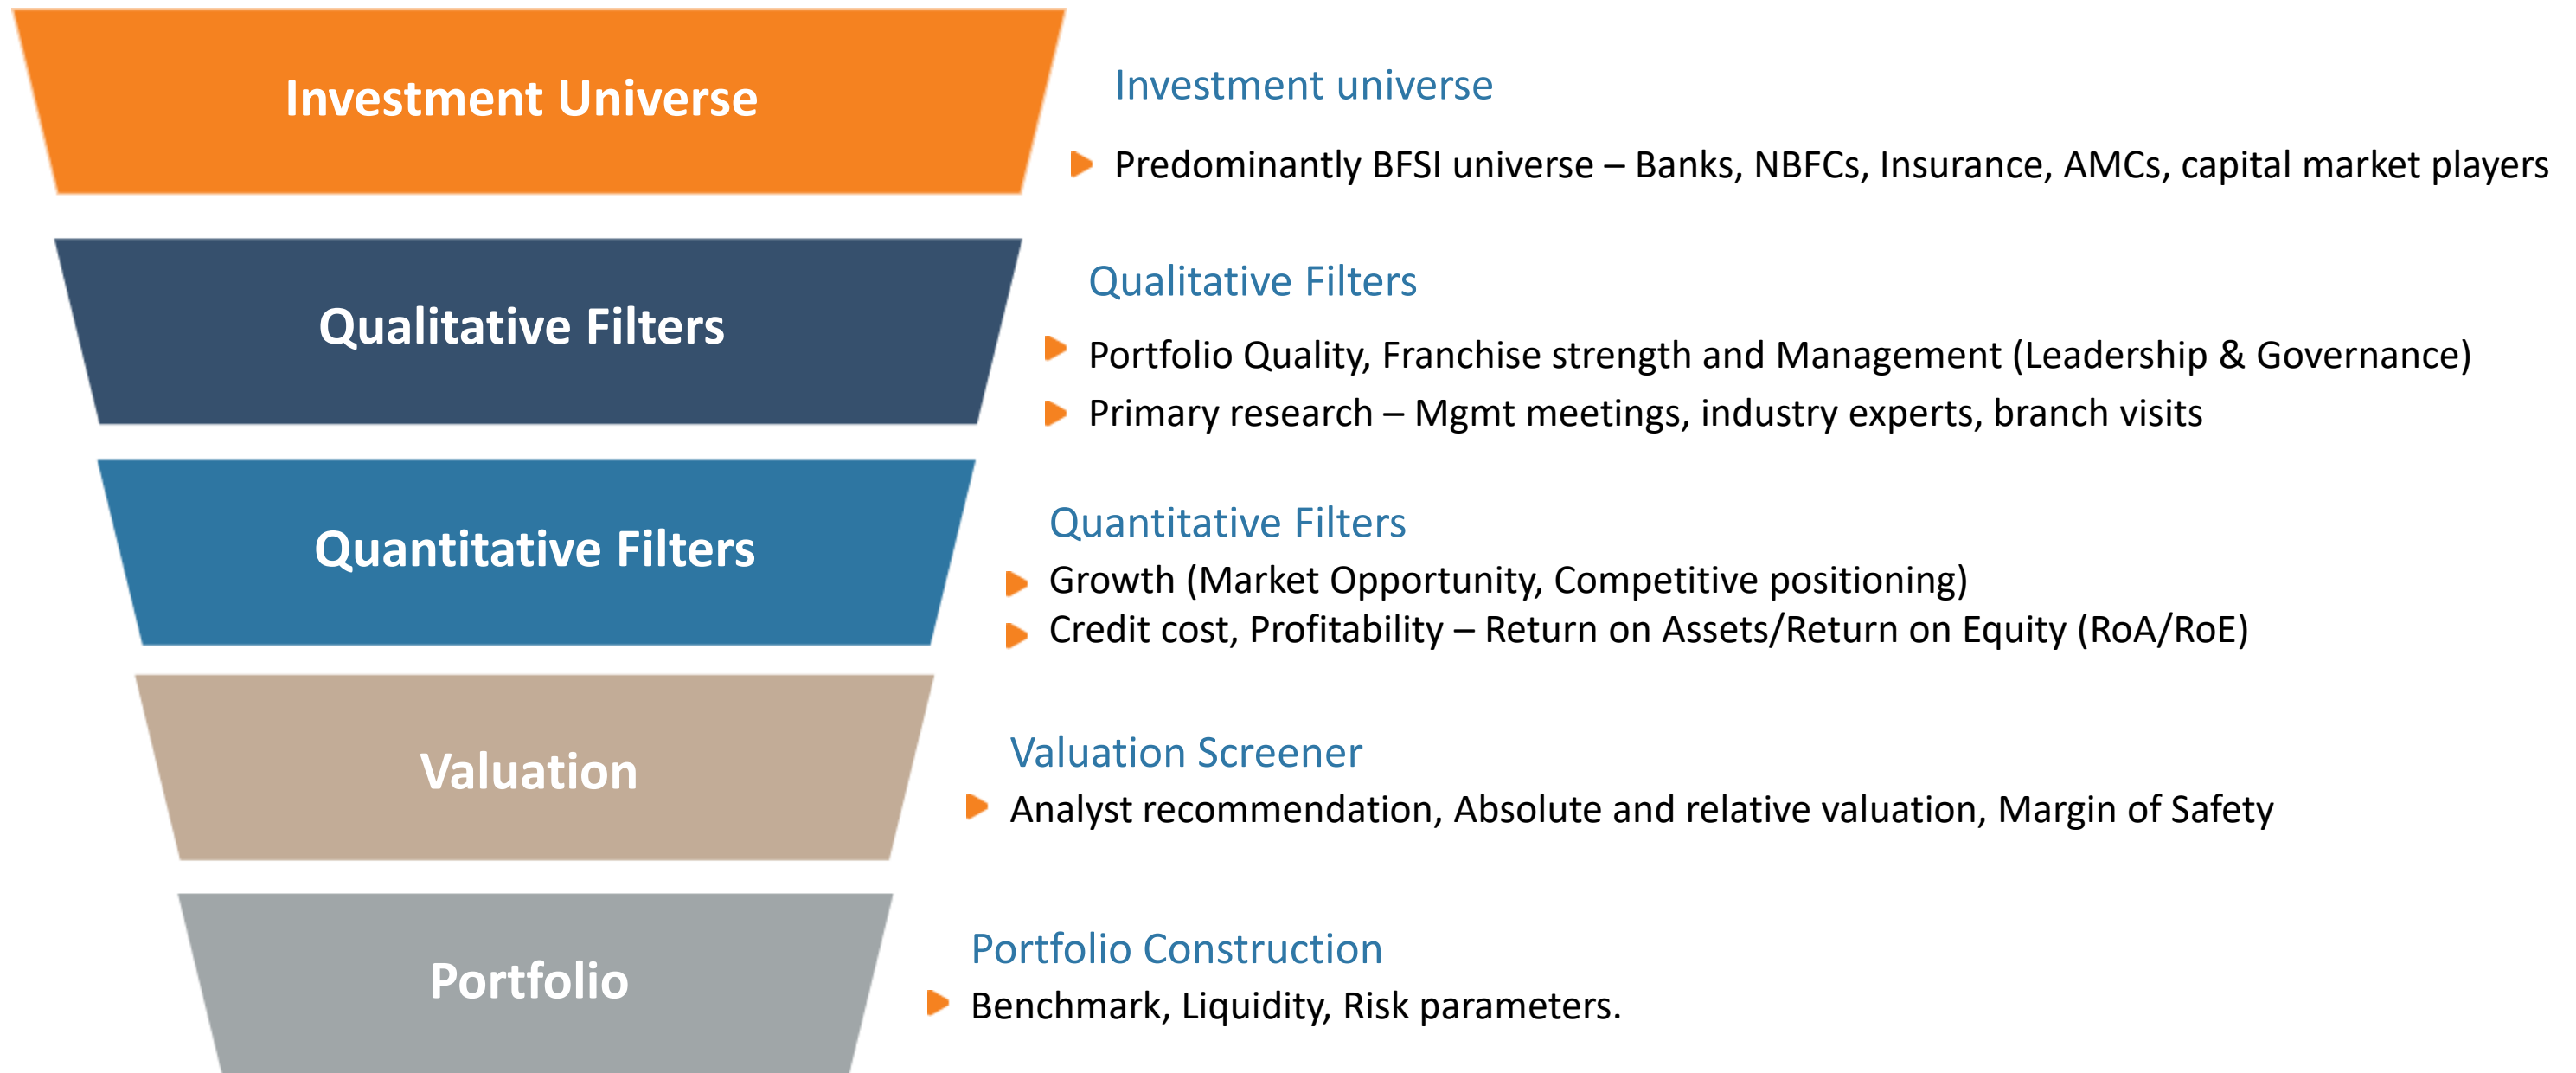 Investment Universe
Investment universe
Predominantly BFSI universe – Banks, NBFCs, Insurance, AMCs, capital market players
Qualitative Filters
Qualitative Filters
Portfolio Quality, Franchise strength and Management (Leadership & Governance)
Primary research – Mgmt meetings, industry experts, branch visits
Quantitative Filters
Quantitative Filters
Growth (Market Opportunity, Competitive positioning)
Credit cost, Profitability – Return on Assets/Return on Equity (RoA/RoE)
Valuation
Valuation Screener
Analyst recommendation, Absolute and relative valuation, Margin of Safety
Portfolio
Portfolio Construction
Benchmark, Liquidity, Risk parameters.